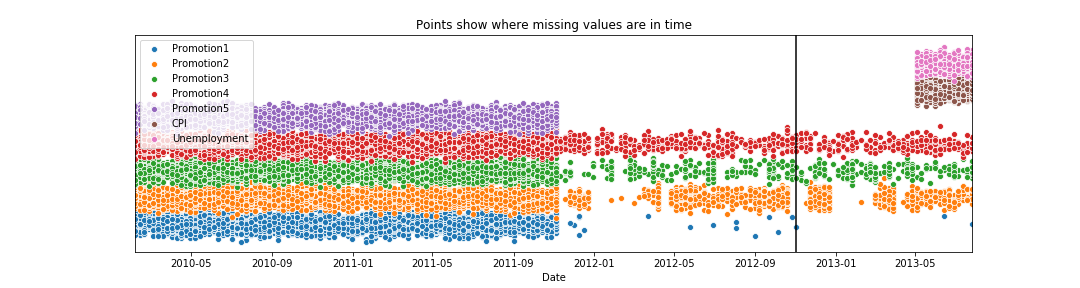 Points show where missing values are in time
Promotion1
Promotion2
Promotion3
Promotion4
Promotion5
CPI
Unemployment
2010-05
2010-09
2011-01
2011-05
2011-09
2012-01
2012-05
2012-09
2013-01
2013-05
Date